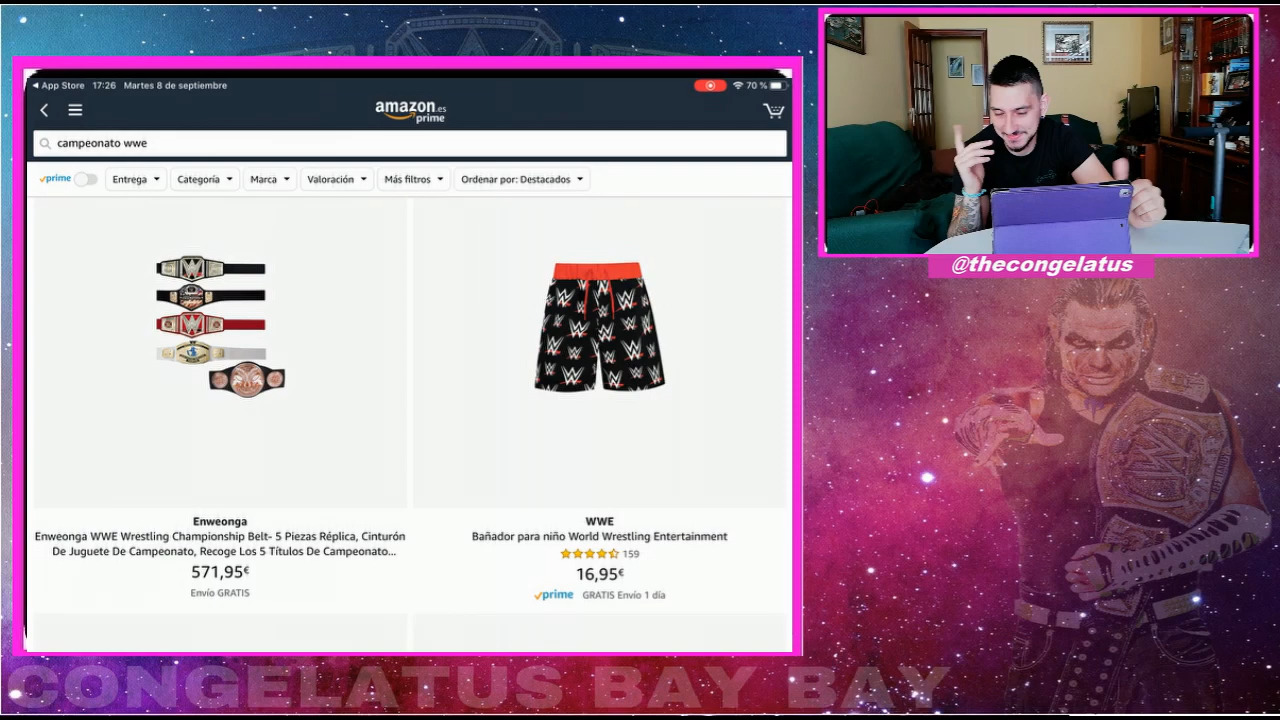 App Store 17:26 Martes 8 de septiembre
70 %
amazon.es
prime
campeonato wwe
prime Entrega Categoría Marca Valoración Más filtros Ordenar por: Destacados
Enweonga
Enweonga WWE Wrestling Championship Belt- 5 Piezas Réplica, Cinturón
De Juguete De Campeonato, Recoge Los 5 Títulos De Campeonato...
571,95€
Envío GRATIS
WWE
Bañador para niño World Wrestling Entertainment
159
16,95€
prime GRATIS Envío 1 día
@thecongelatus
CONGELATUS BAY BAY